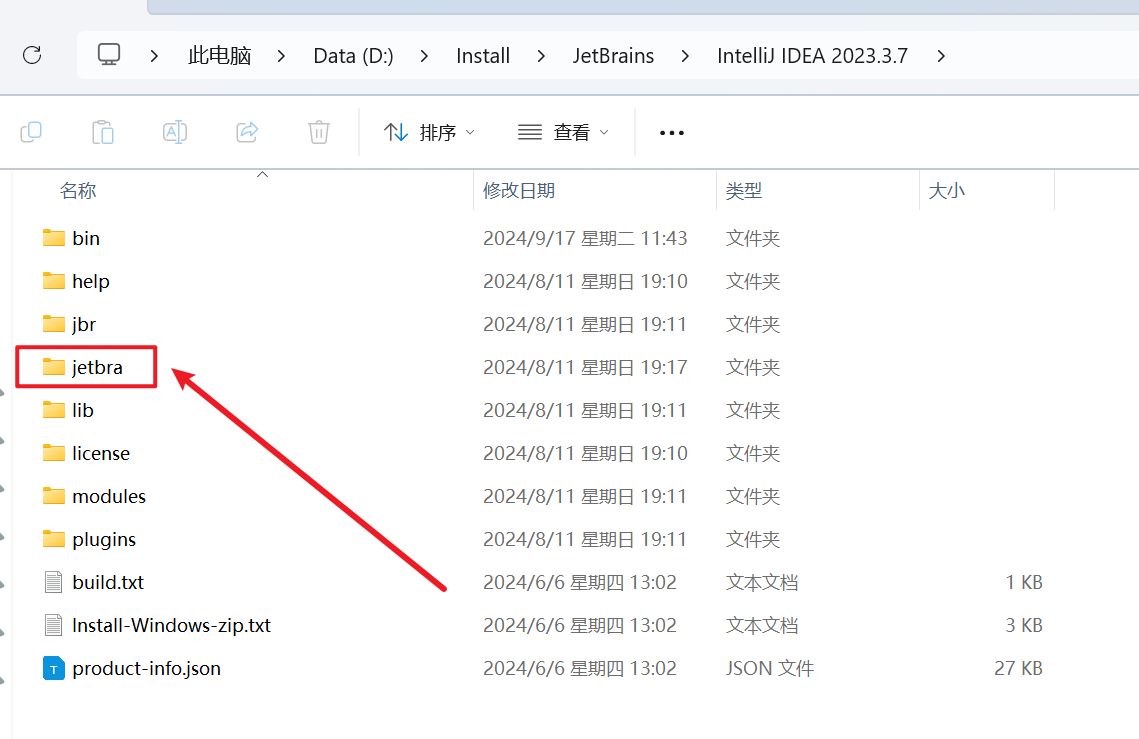 此电脑 Data (D:) Install JetBrains IntelliJ IDEA 2023.3.7
排序 查看
名称 修改日期 类型 大小
bin 2024/9/17 星期二 11:43 文件夹
help 2024/8/11 星期日 19:10 文件夹
jbr 2024/8/11 星期日 19:11 文件夹
jetbra 2024/8/11 星期日 19:17 文件夹
lib 2024/8/11 星期日 19:11 文件夹
license 2024/8/11 星期日 19:10 文件夹
modules 2024/8/11 星期日 19:11 文件夹
plugins 2024/8/11 星期日 19:11 文件夹
build.txt 2024/6/6 星期四 13:02 文本文档 1 KB
Install-Windows-zip.txt 2024/6/6 星期四 13:02 文本文档 3 KB
product-info.json 2024/6/6 星期四 13:02 JSON 文件 27 KB